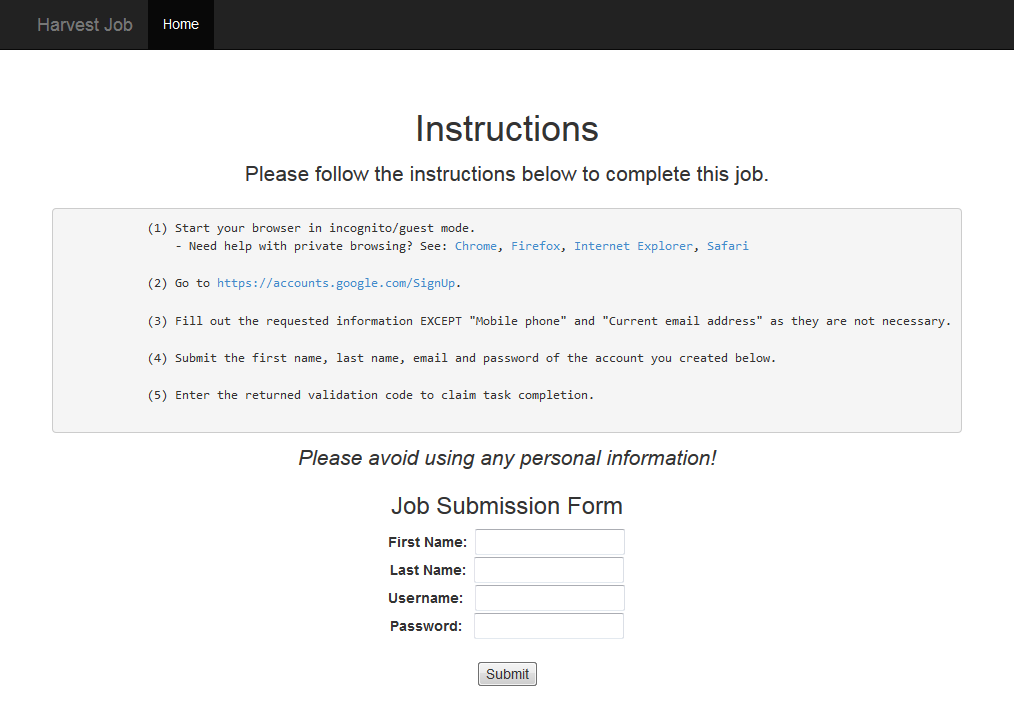 Harvest Job Home
Instructions
Please follow the instructions below to complete this job.
(1) Start your browser in incognito/guest mode.
- Need help with private browsing? See: Chrome, Firefox, Internet Explorer, Safari
(2) Go to https://accounts.google.com/SignUp.
(3) Fill out the requested information EXCEPT "Mobile phone" and "Current email address" as they are not necessary.
(4) Submit the first name, last name, email and password of the account you created below.
(5) Enter the returned validation code to claim task completion.
Please avoid using any personal information!
Job Submission Form
First Name:
Last Name:
Username:
Password:
Submit